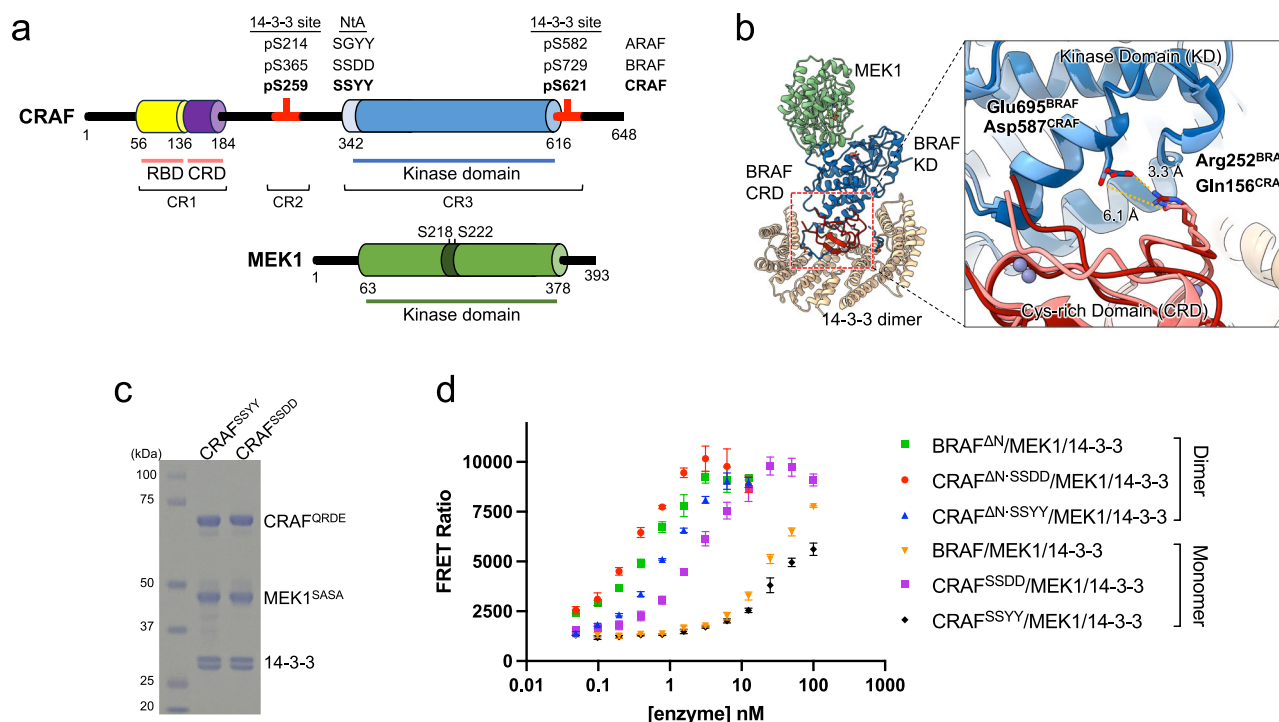 a
14-3-3 site NtA 14-3-3 site
pS214 SGYY pS582 ARAF
pS365 SSDD pS729 BRAF
pS259 SSYY pS621 CRAF
CRAF
1 56 136 184 342 616 648
RBD CRD Kinase domain
CR1 CR2 CR3
S218 S222
MEK1
1 63 378 393
Kinase domain
b
MEK1
BRAF KD
BRAF CRD
14-3-3 dimer
Kinase Domain (KD)
Glu695BRAF
Asp587CRAF
Arg252BRA
Gln156CRA
3.3 Å
6.1 Å
Cys-rich Domain (CRD)
c
CRAFSSYY CRAFSSDD
(kDa)
100
75
CRAFQRDE
50
MEK1SASA
37
14-3-3
25
20
d
FRET Ratio
10000
7500
5000
2500
0
0.01 0.1 1 10 100 1000
[enzyme] nM
BRAFΔN/MEK1/14-3-3
CRAFΔN·SSDD/MEK1/14-3-3
CRAFΔN·SSYY/MEK1/14-3-3
Dimer
BRAF/MEK1/14-3-3
CRAFSSDD/MEK1/14-3-3
CRAFSSYY/MEK1/14-3-3
Monomer